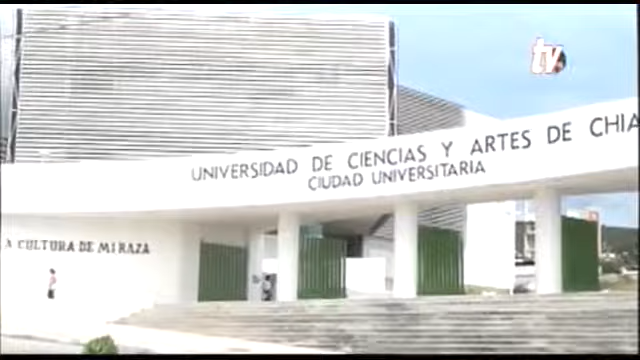 tv
UNIVERSIDAD DE CIENCIAS Y ARTES DE CHIA
CIUDAD UNIVERSITARIA
A CULTURA DE MI RAZA